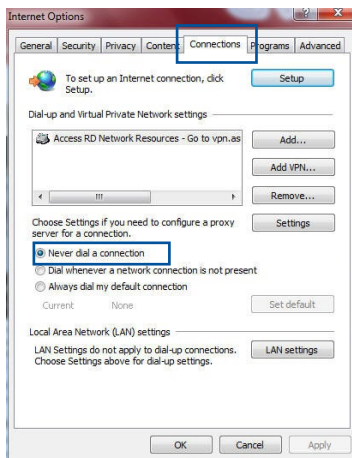 Internet Options
General Security Privacy Content Connections Programs Advanced
To set up an Internet connection, click
Setup.
Setup
Dial-up and Virtual Private Network settings
Access RD Network Resources - Go to vpn.as
Add...
Add VPN...
Remove...
Choose Settings if you need to configure a proxy
server for a connection.
Settings
Never dial a connection
Dial whenever a network connection is not present
Always dial my default connection
Current None
Set default
Local Area Network (LAN) settings
LAN Settings do not apply to dial-up connections.
Choose Settings above for dial-up settings.
LAN settings
OK Cancel Apply